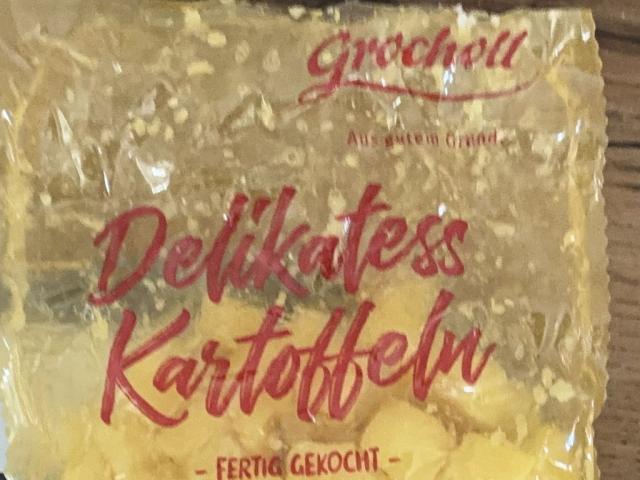 Grocholl
Aus gutem Grund.
Delikatess
Kartoffeln
- FERTIG GEKOCHT -